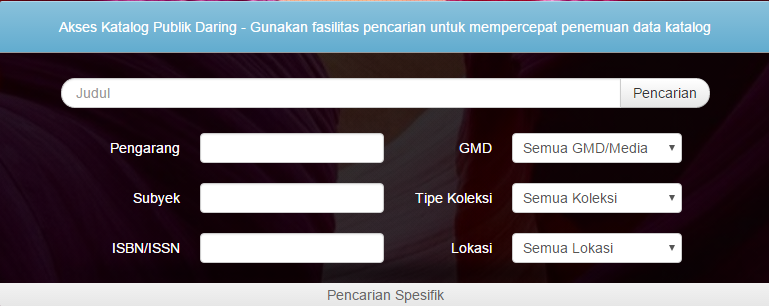 Akses Katalog Publik Daring - Gunakan fasilitas pencarian untuk mempercepat penemuan data katalog
Judul Pencarian
Pengarang GMD Semua GMD/Media
Subyek Tipe Koleksi Semua Koleksi
ISBN/ISSN Lokasi Semua Lokasi
Pencarian Spesifik